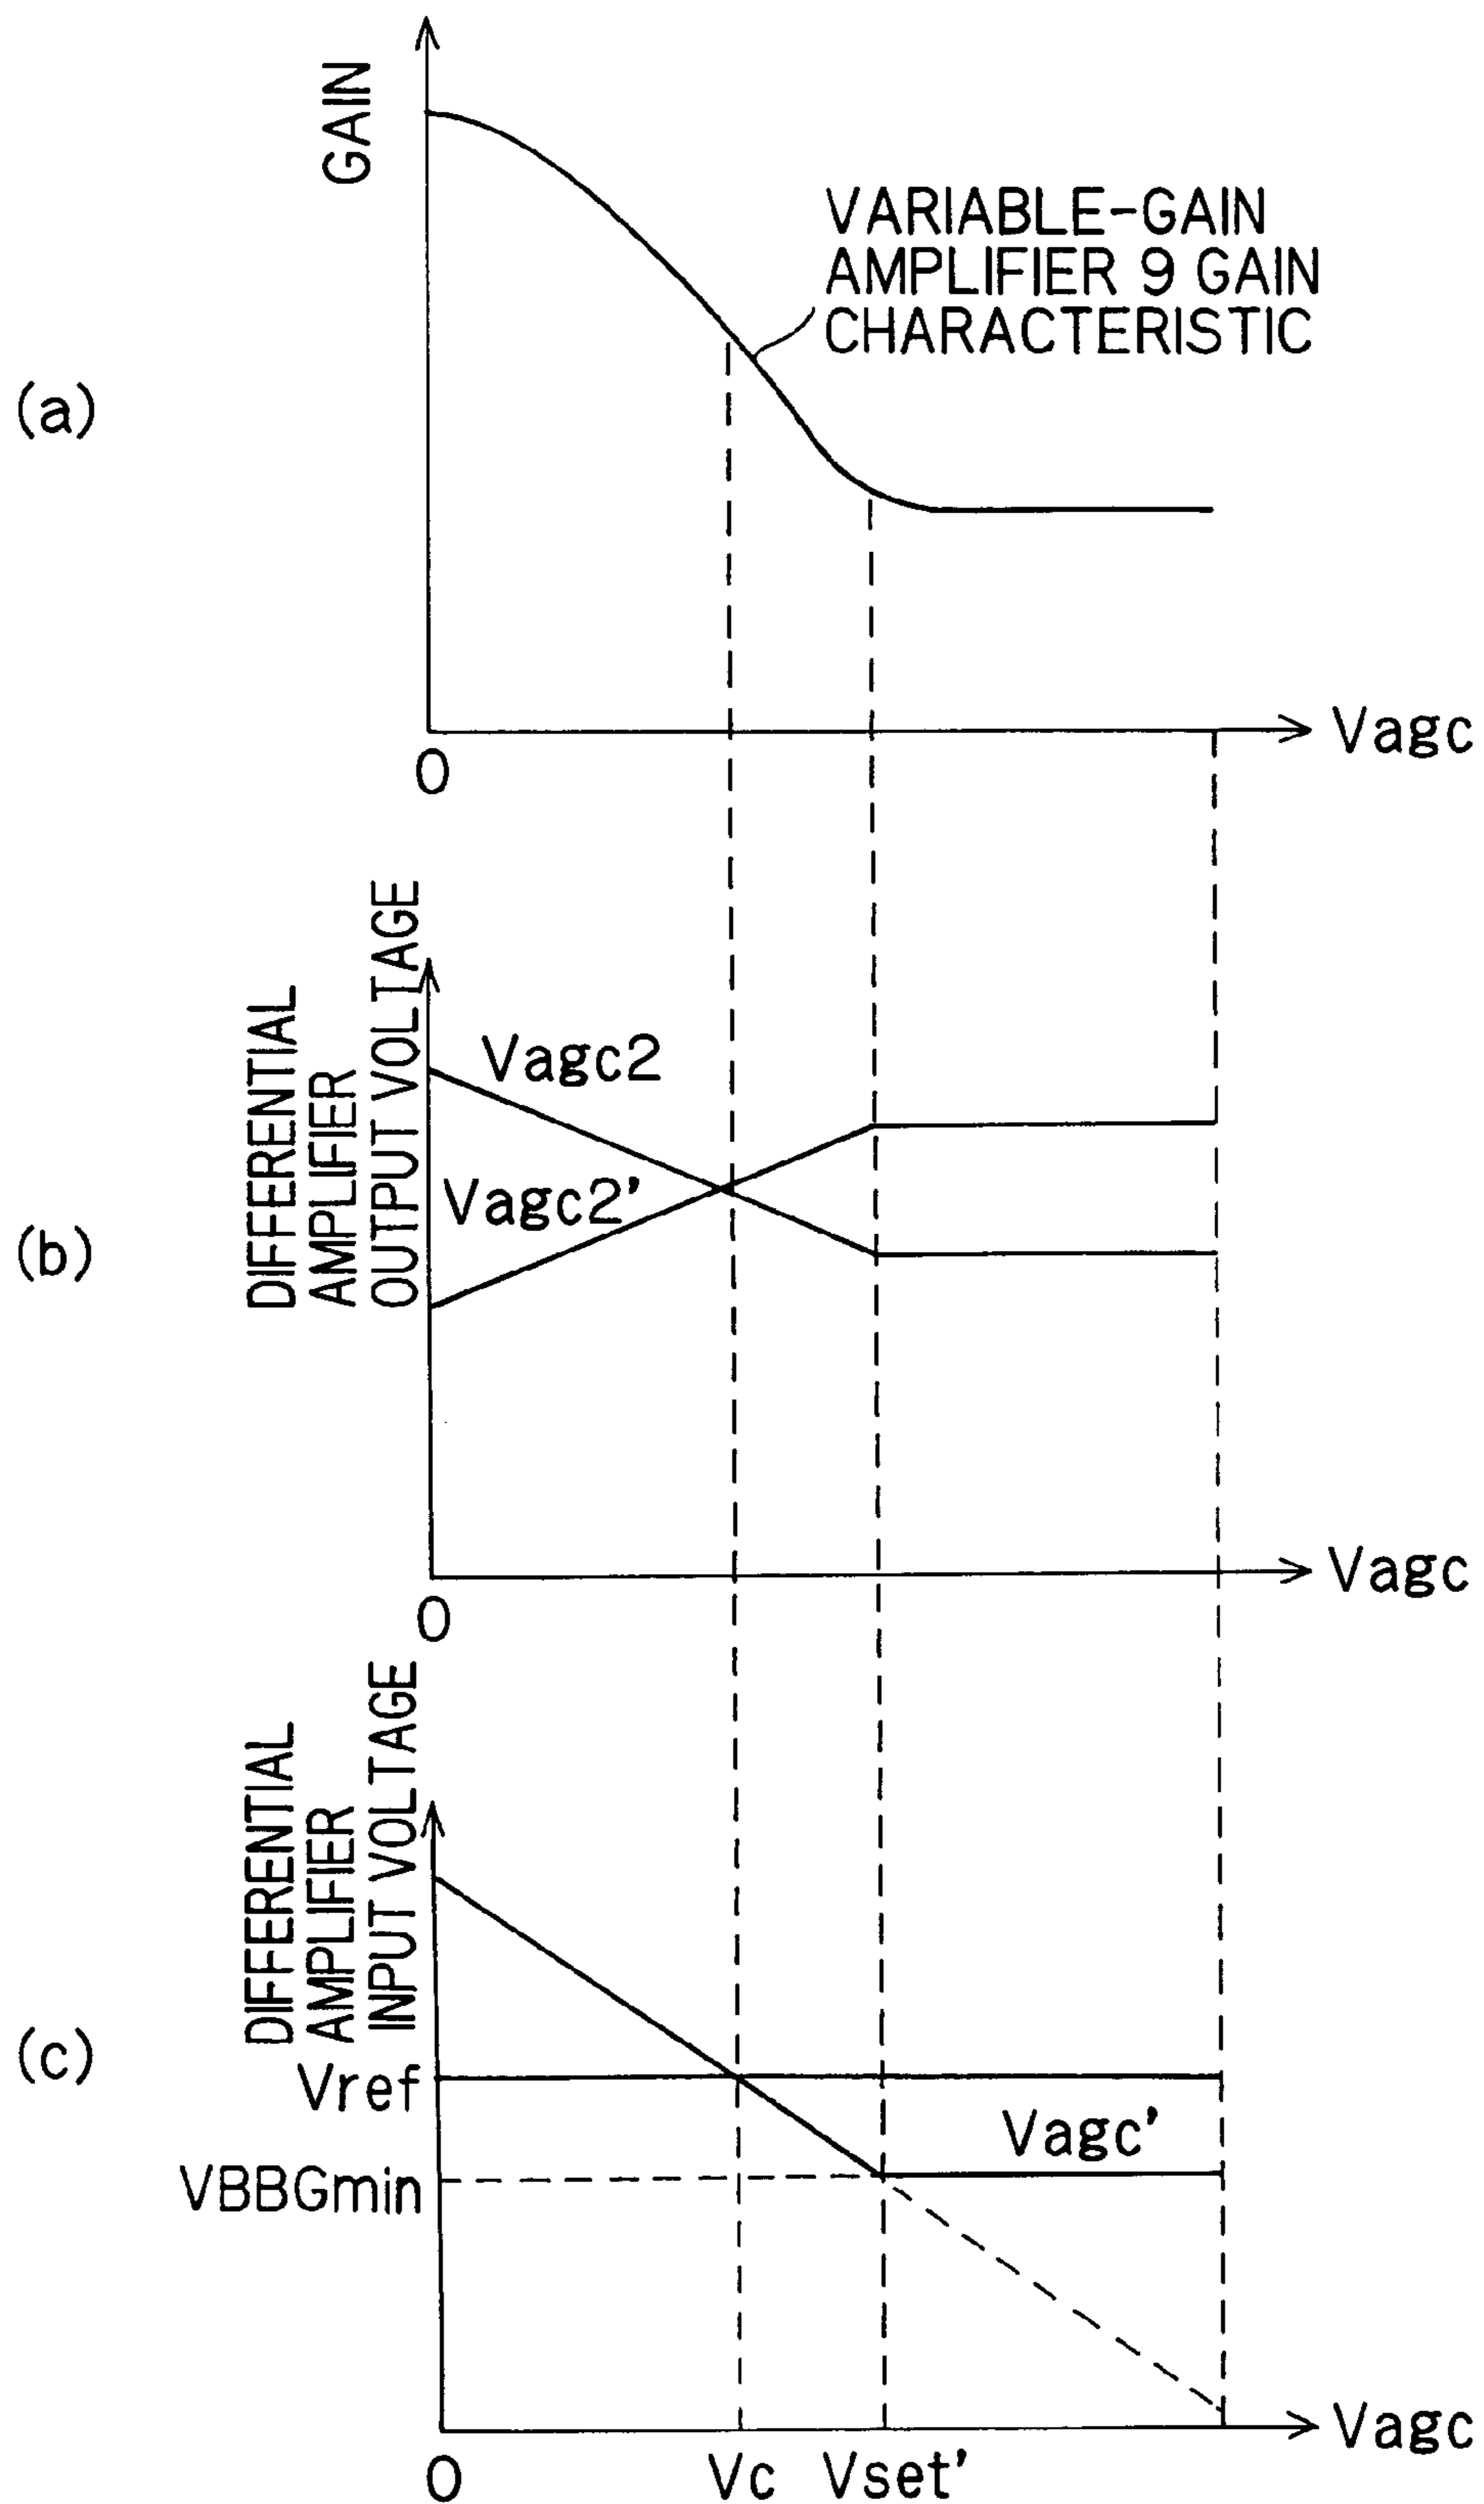 GAIN
VARIABLE-GAIN
AMPLIFIER 9 GAIN
CHARACTERISTIC
(a)
Vagc
0
DIFFERENTIAL
AMPLIFIER
OUTPUT VOLTAGE
Vagc2
Vagc2'
(b)
Vagc
0
DIFFERENTIAL
AMPLIFIER
INPUT VOLTAGE
(c)
Vref
Vagc'
VBBGmin
Vagc
0
Vc
Vset'